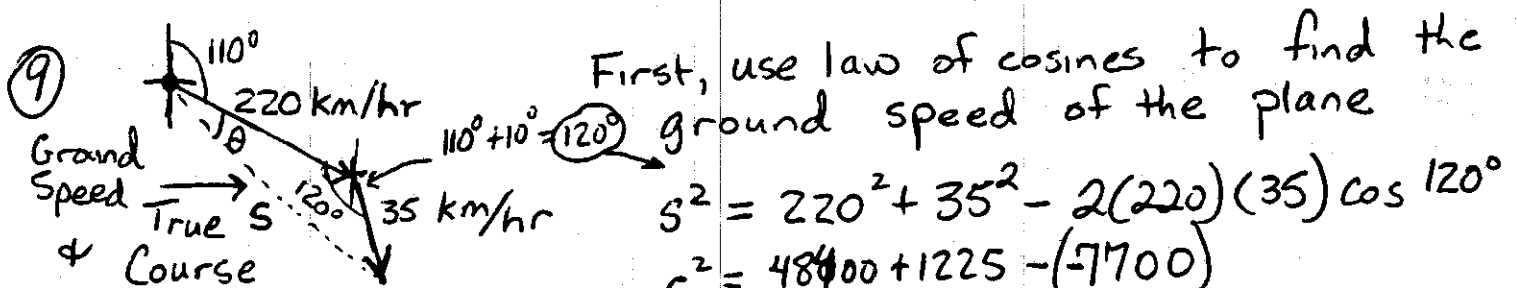 9
110°
220 km/hr
θ
Ground
Speed
True S
& Course
120°
35 km/hr
110° + 10° = 120°
First, use law of cosines to find the
ground speed of the plane
s² = 220² + 35² - 2(220)(35) cos 120°
s² = 48400 + 1225 - (-7700)